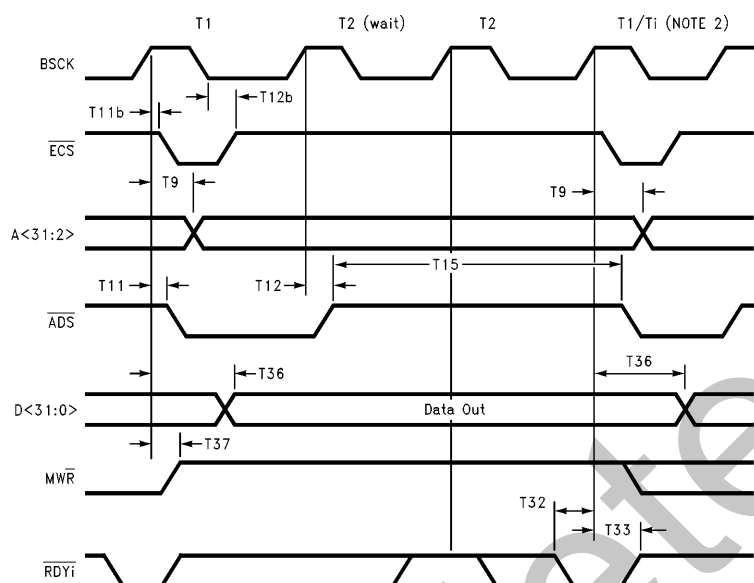 T1 T2 (wait) T2 T1/Ti (NOTE 2)
BSCK
T11b T12b
ECS
T9 T9
A<31:2>
T15
T11 T12
ADS
T36 T36
D<31:0> Data Out
T37
MWR
T32
T33
RDYi